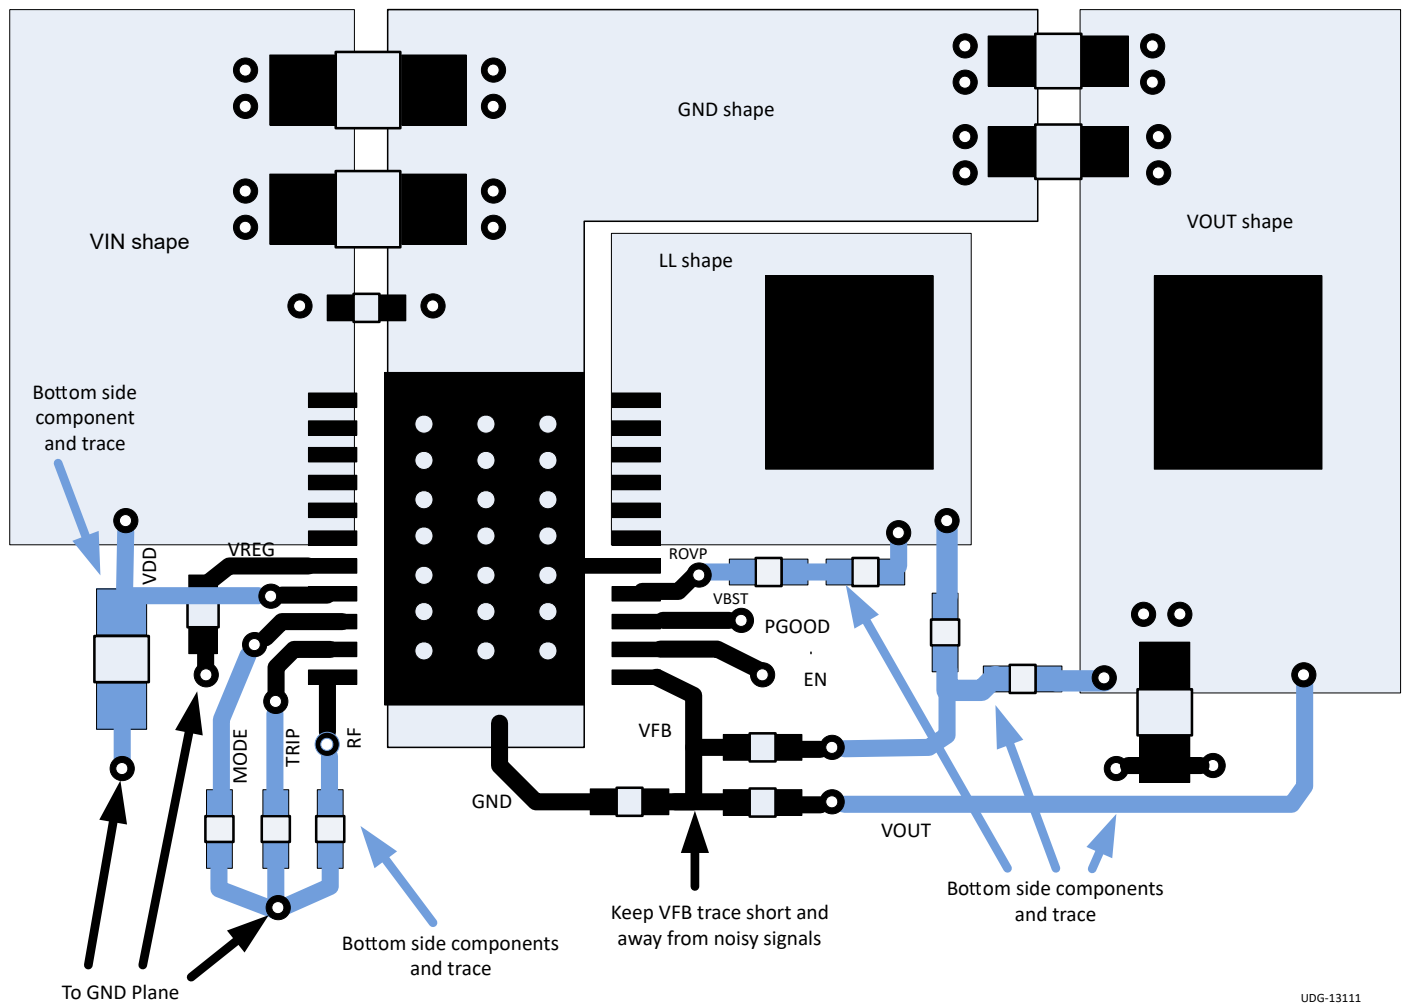 GND shape
VIN shape
VOUT shape
LL shape
Bottom side
component
and trace
VDD
VREG
ROVP
VBST
PGOOD
EN
MODE
TRIP
RF
VFB
GND
VOUT
Keep VFB trace short and
away from noisy signals
Bottom side components
and trace
Bottom side components
and trace
To GND Plane
UDG-13111